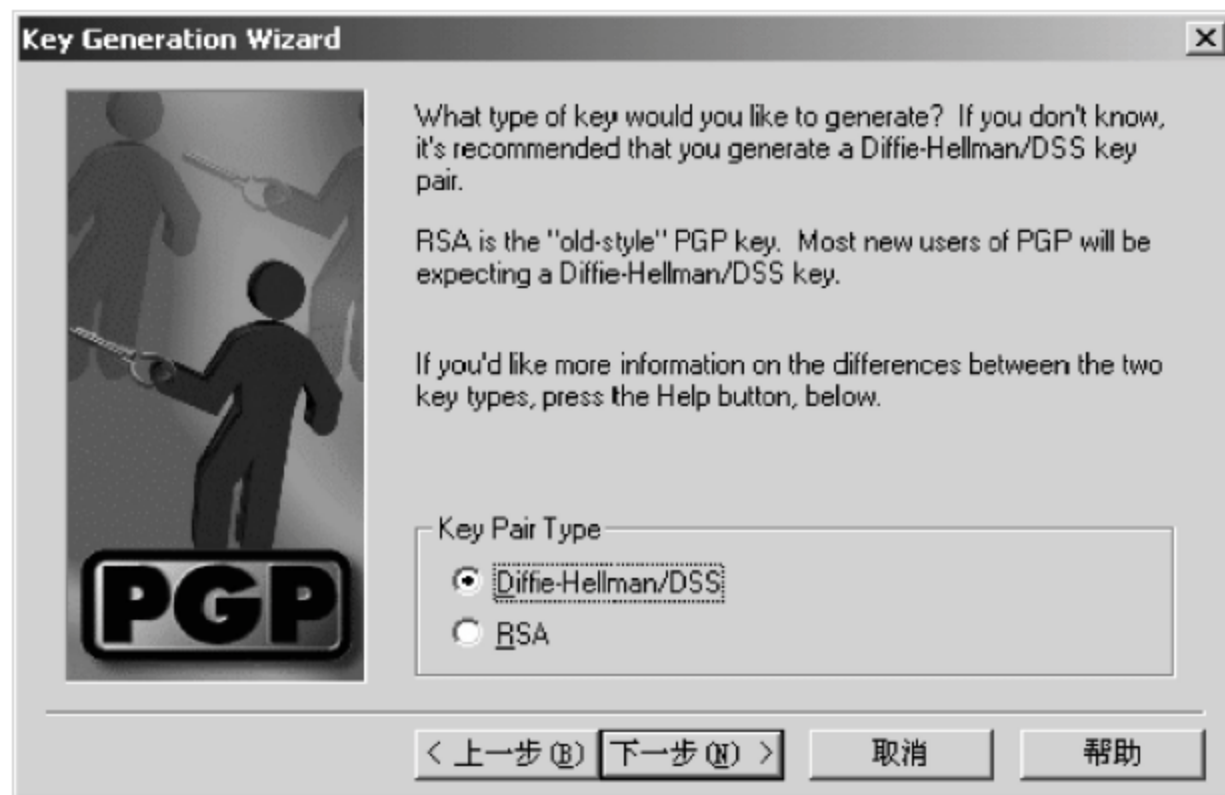 Key Generation Wizard
What type of key would you like to generate? If you don't know,
it's recommended that you generate a Diffie-Hellman/DSS key
pair.
RSA is the "old-style" PGP key. Most new users of PGP will be
expecting a Diffie-Hellman/DSS key.
If you'd like more information on the differences between the two
key types, press the Help button, below.
PGP
Key Pair Type
Diffie-Hellman/DSS
RSA
< 上一步(B) 下一步(N) > 取消 帮助